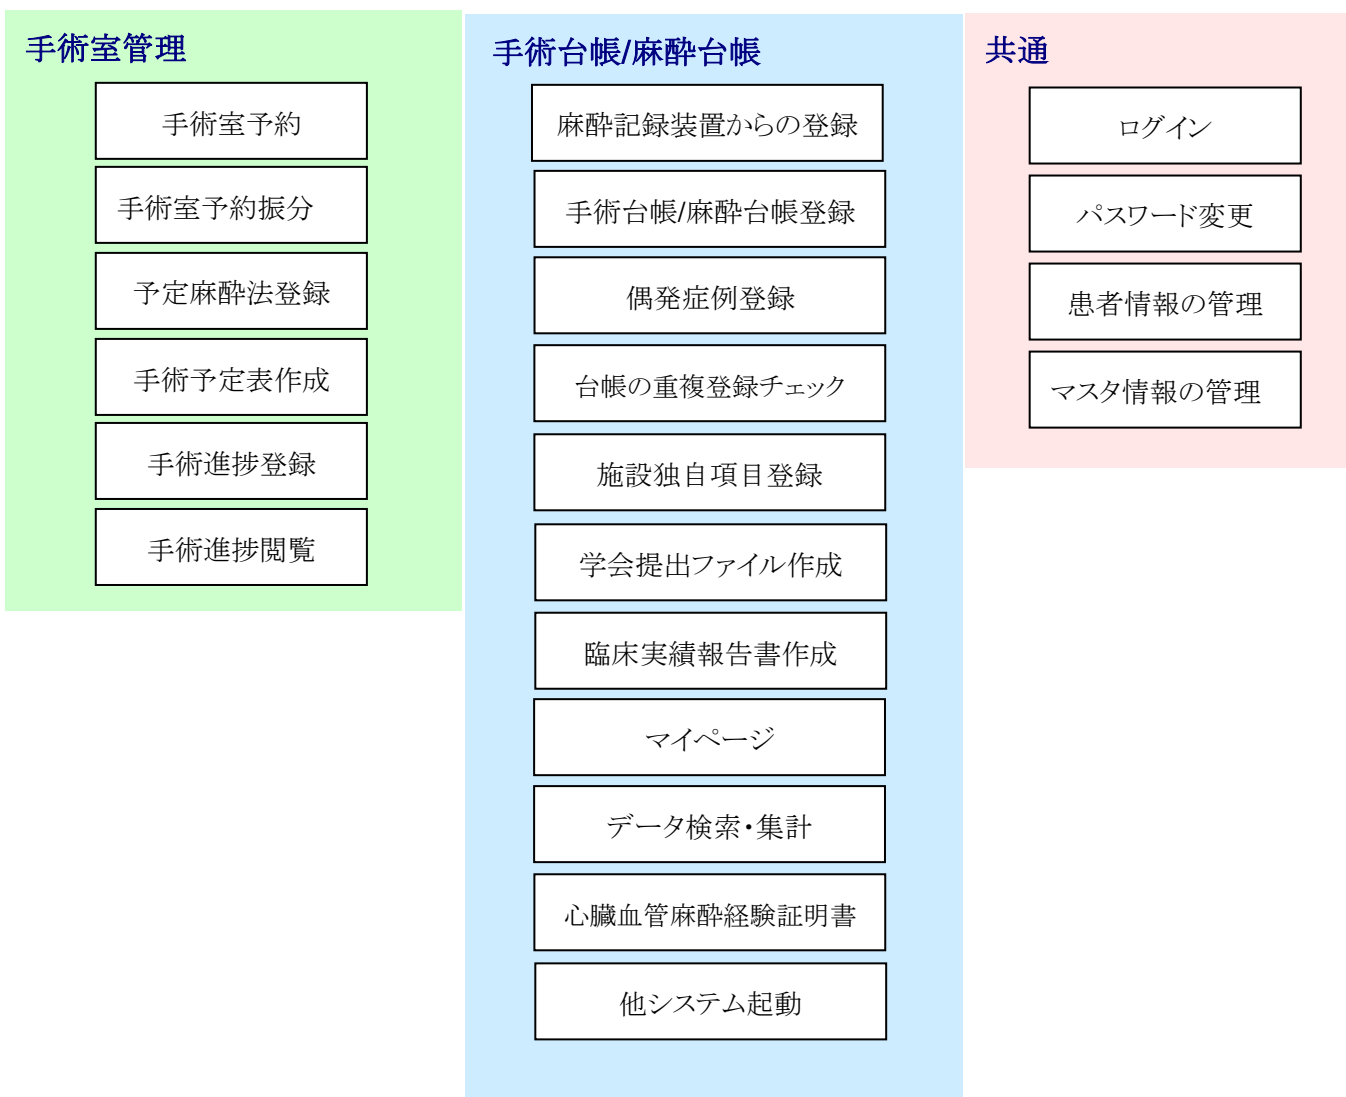 手術室管理
手術室予約
手術室予約振分
予定麻酔法登録
手術予定表作成
手術進捗登録
手術進捗閲覧
手術台帳/麻酔台帳
麻酔記録装置からの登録
手術台帳/麻酔台帳登録
偶発症例登録
台帳の重複登録チェック
施設独自項目登録
学会提出ファイル作成
臨床実績報告書作成
マイページ
データ検索・集計
心臓血管麻酔経験証明書
他システム起動
共通
ログイン
パスワード変更
患者情報の管理
マスタ情報の管理